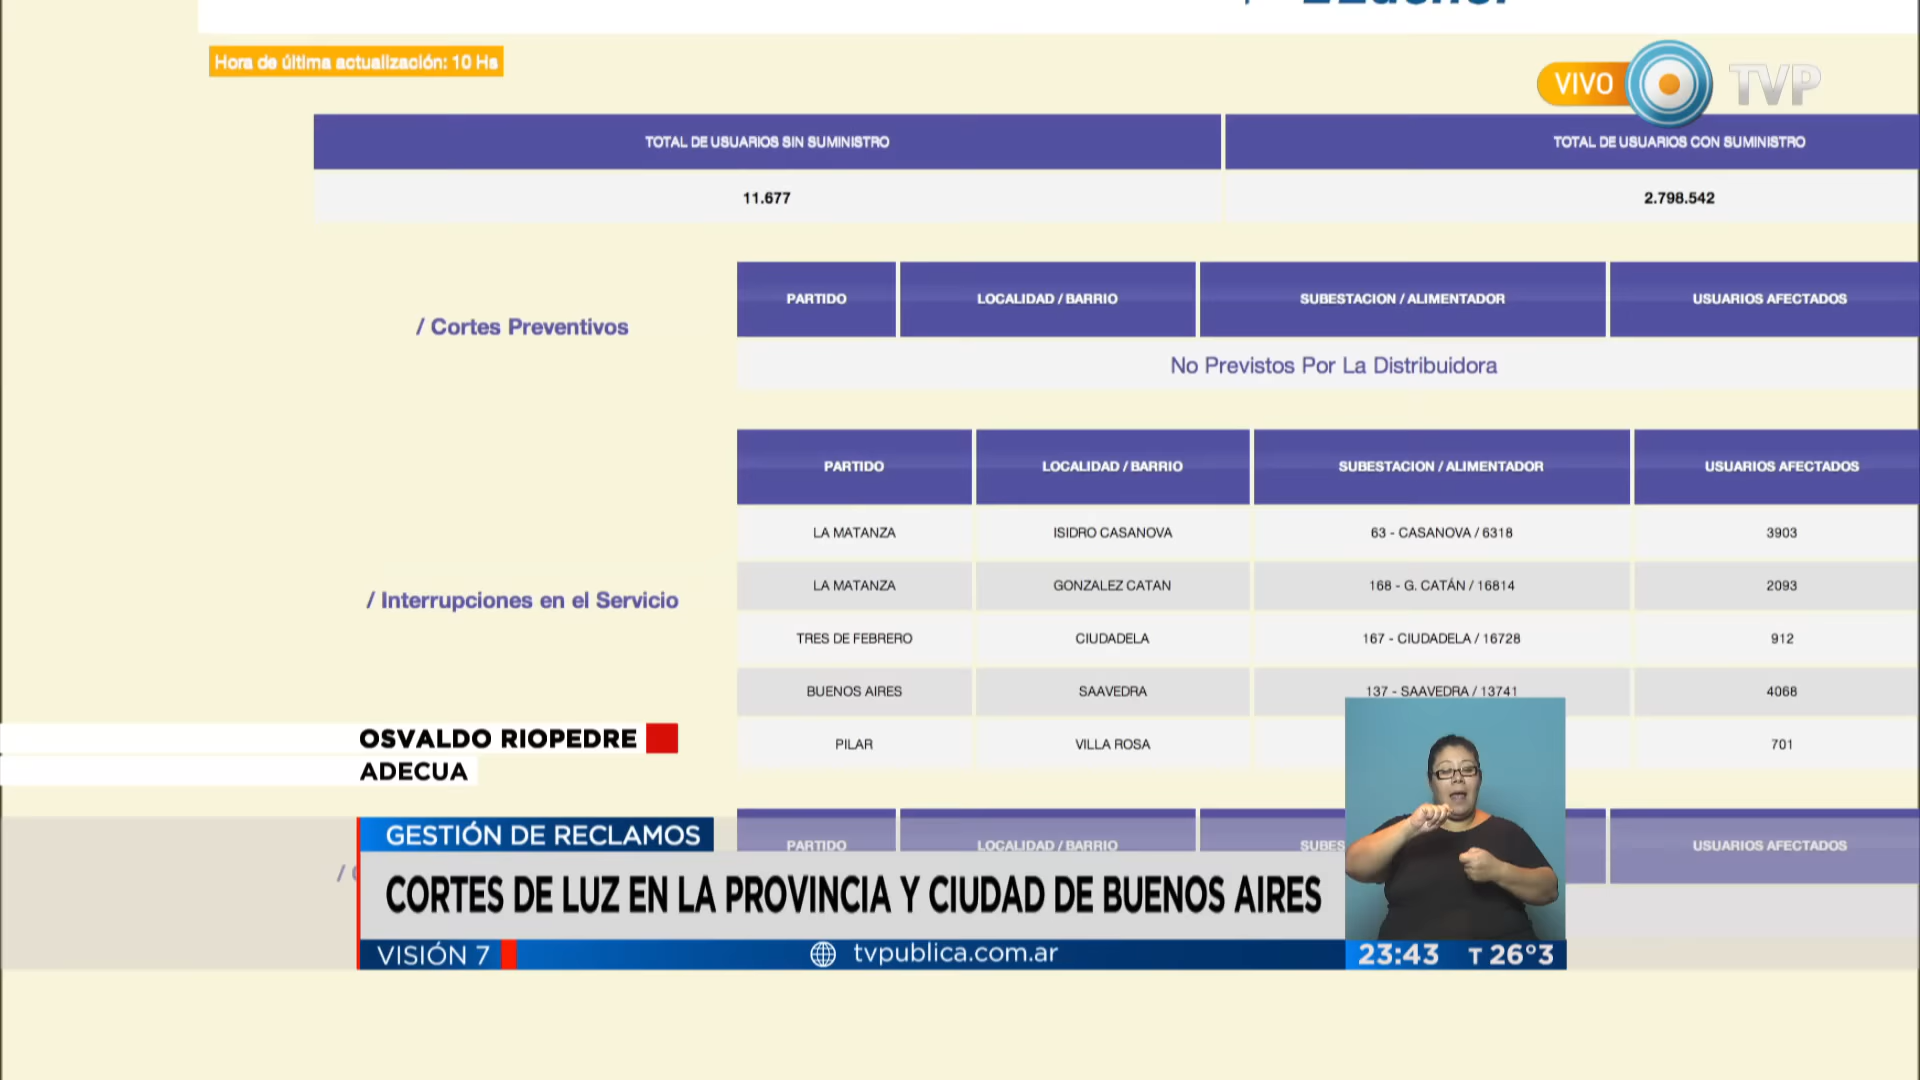 Hora de última actualización: 10 Hs
VIVO TVP
TOTAL DE USUARIOS SIN SUMINISTRO TOTAL DE USUARIOS CON SUMINISTRO
11.677 2.798.542
/ Cortes Preventivos
PARTIDO LOCALIDAD / BARRIO SUBESTACION / ALIMENTADOR USUARIOS AFECTADOS
No Previstos Por La Distribuidora
/ Interrupciones en el Servicio
PARTIDO LOCALIDAD / BARRIO SUBESTACION / ALIMENTADOR USUARIOS AFECTADOS
LA MATANZA ISIDRO CASANOVA 63 - CASANOVA / 6318 3903
LA MATANZA GONZALEZ CATAN 168 - G. CATÁN / 16814 2093
TRES DE FEBRERO CIUDADELA 167 - CIUDADELA / 16728 912
BUENOS AIRES SAAVEDRA 137 - SAAVEDRA / 13741 4068
PILAR VILLA ROSA 701
OSVALDO RIOPEDRE
ADECUA
PARTIDO LOCALIDAD / BARRIO USUARIOS AFECTADOS
GESTIÓN DE RECLAMOS
CORTES DE LUZ EN LA PROVINCIA Y CIUDAD DE BUENOS AIRES
VISIÓN 7 tvpublica.com.ar 23:43 T 26°3